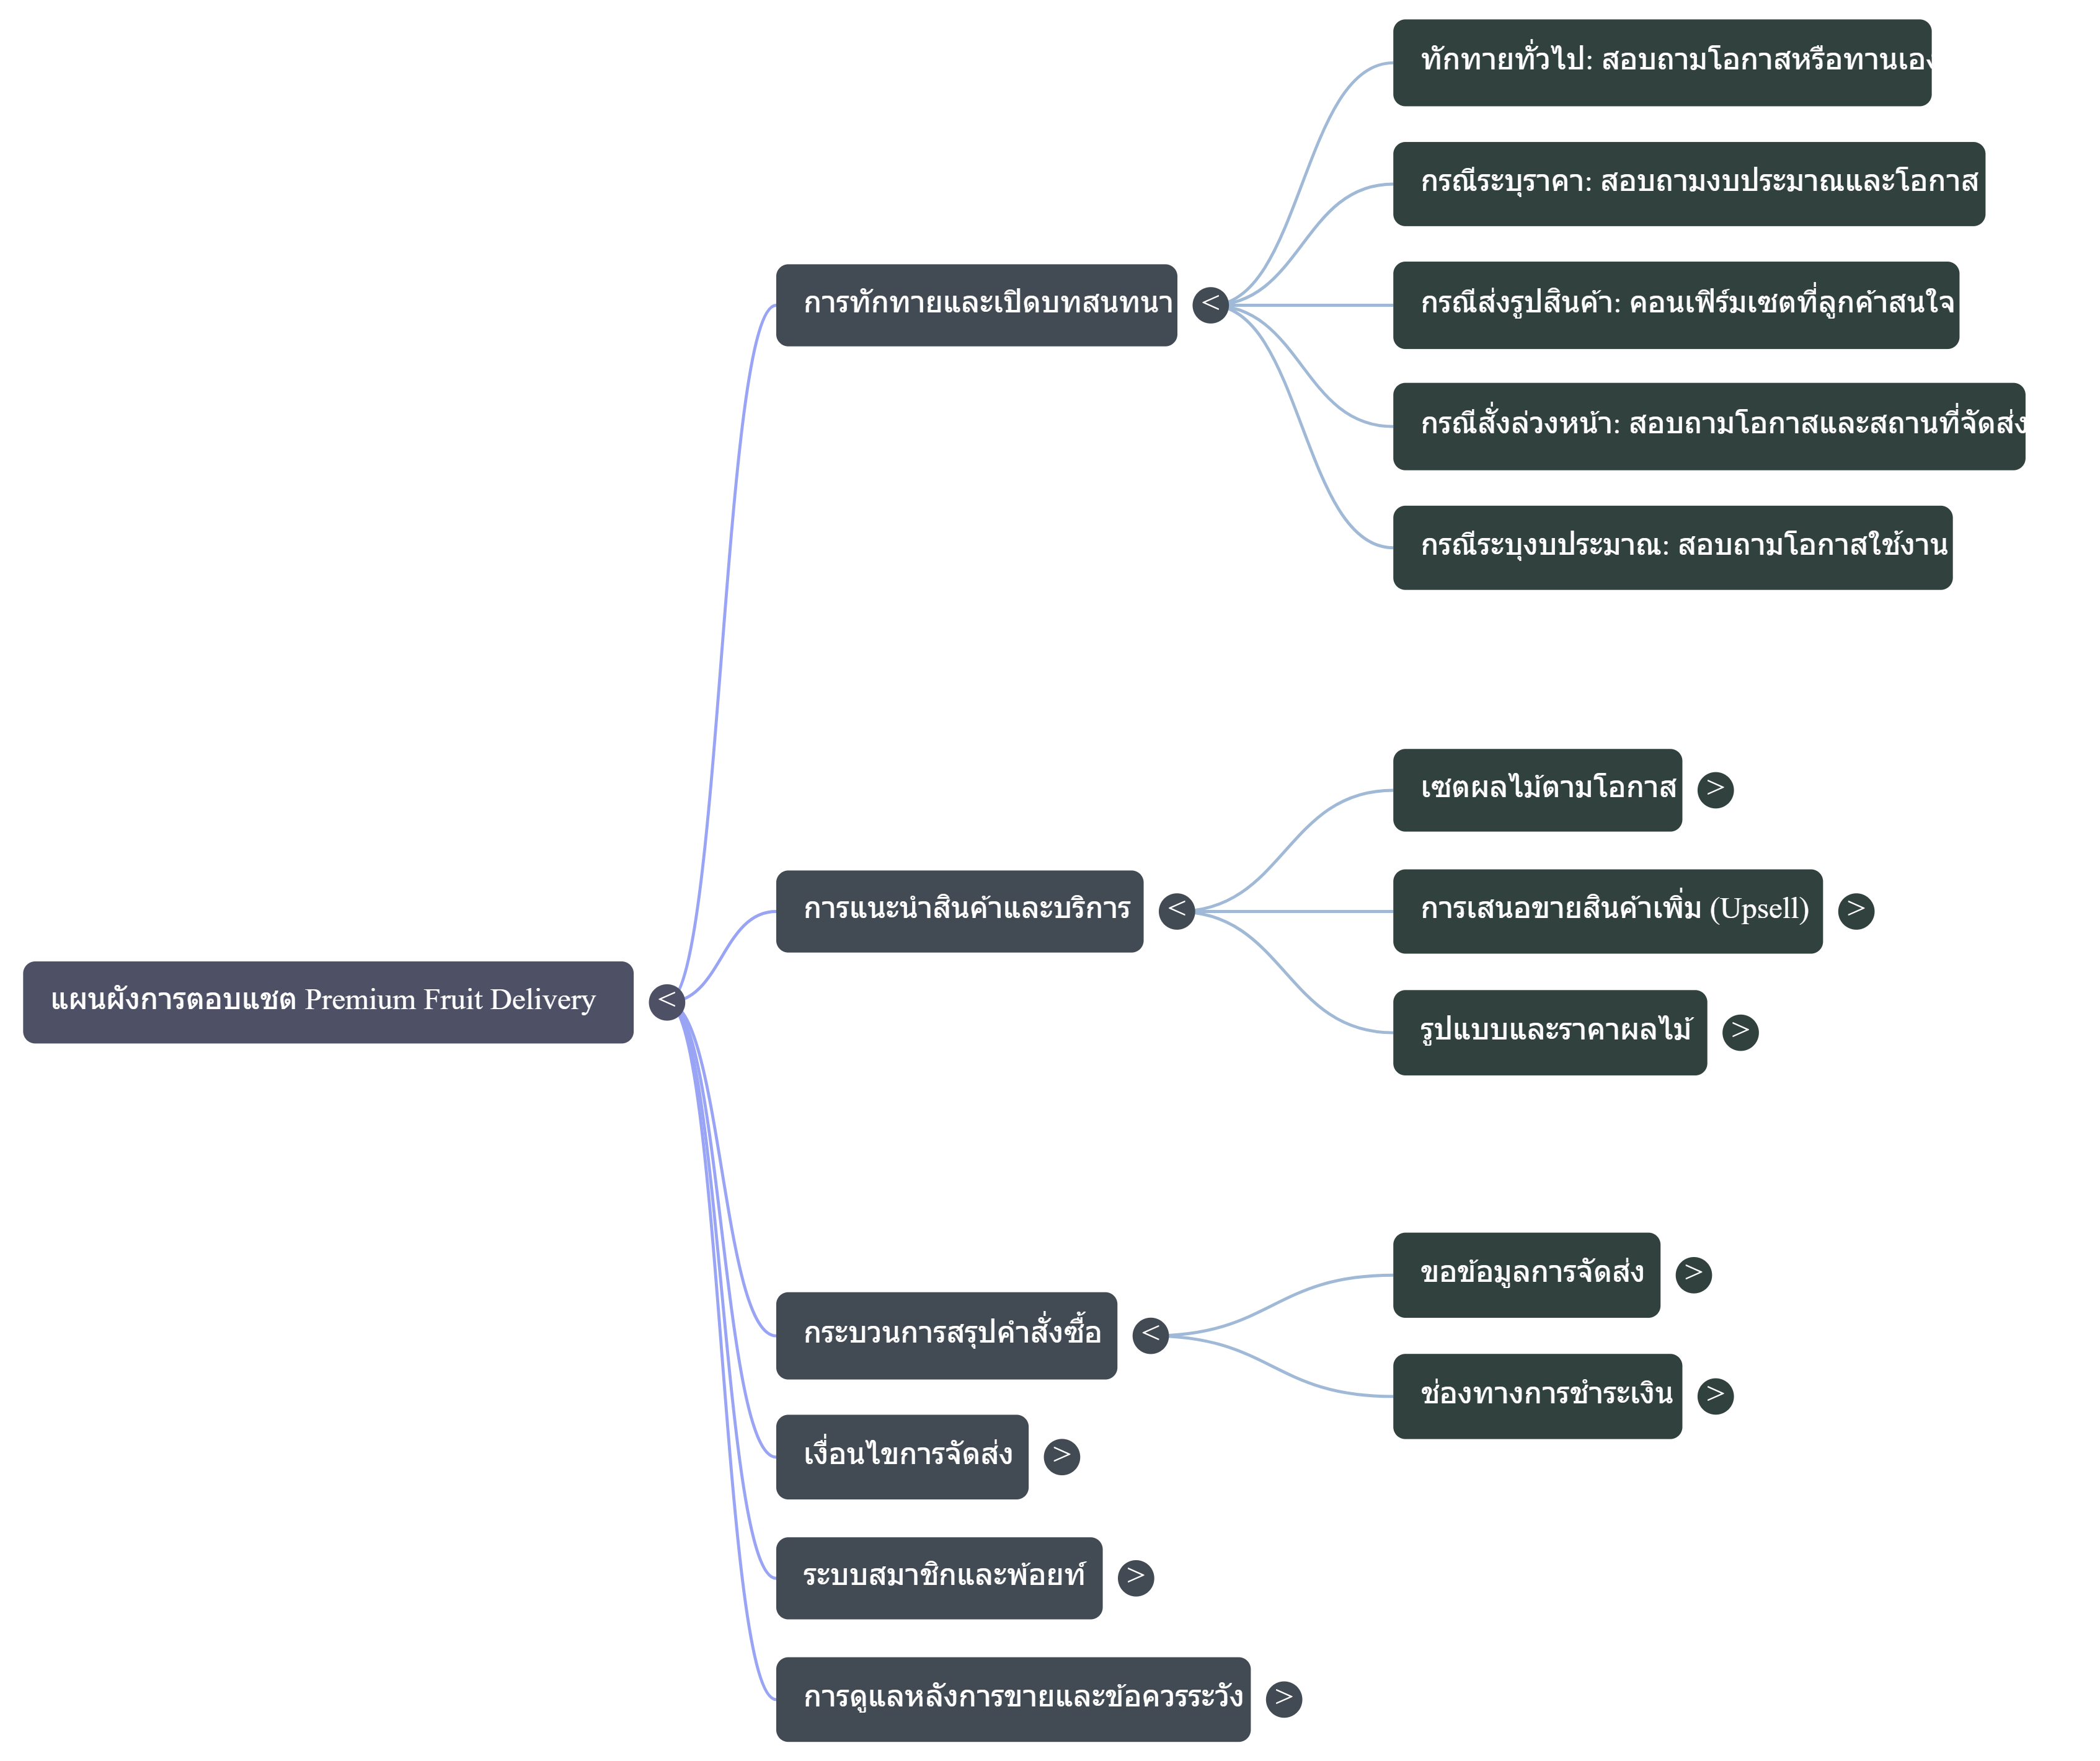 แผนผังการตอบแชต Premium Fruit Delivery
<
การทักทายและเปิดบทสนทนา
<
ทักทายทั่วไป: สอบถามโอกาสหรือทานเอง
กรณีระบุราคา: สอบถามงบประมาณและโอกาส
กรณีส่งรูปสินค้า: คอนเฟิร์มเซตที่ลูกค้าสนใจ
กรณีสั่งล่วงหน้า: สอบถามโอกาสและสถานที่จัดส่ง
กรณีระบุงบประมาณ: สอบถามโอกาสใช้งาน
การแนะนำสินค้าและบริการ
<
เซตผลไม้ตามโอกาส
>
การเสนอขายสินค้าเพิ่ม (Upsell)
>
รูปแบบและราคาผลไม้
>
กระบวนการสรุปคำสั่งซื้อ
<
ขอข้อมูลการจัดส่ง
>
ช่องทางการชำระเงิน
>
เงื่อนไขการจัดส่ง
>
ระบบสมาชิกและพ้อยท์
>
การดูแลหลังการขายและข้อควรระวัง
>